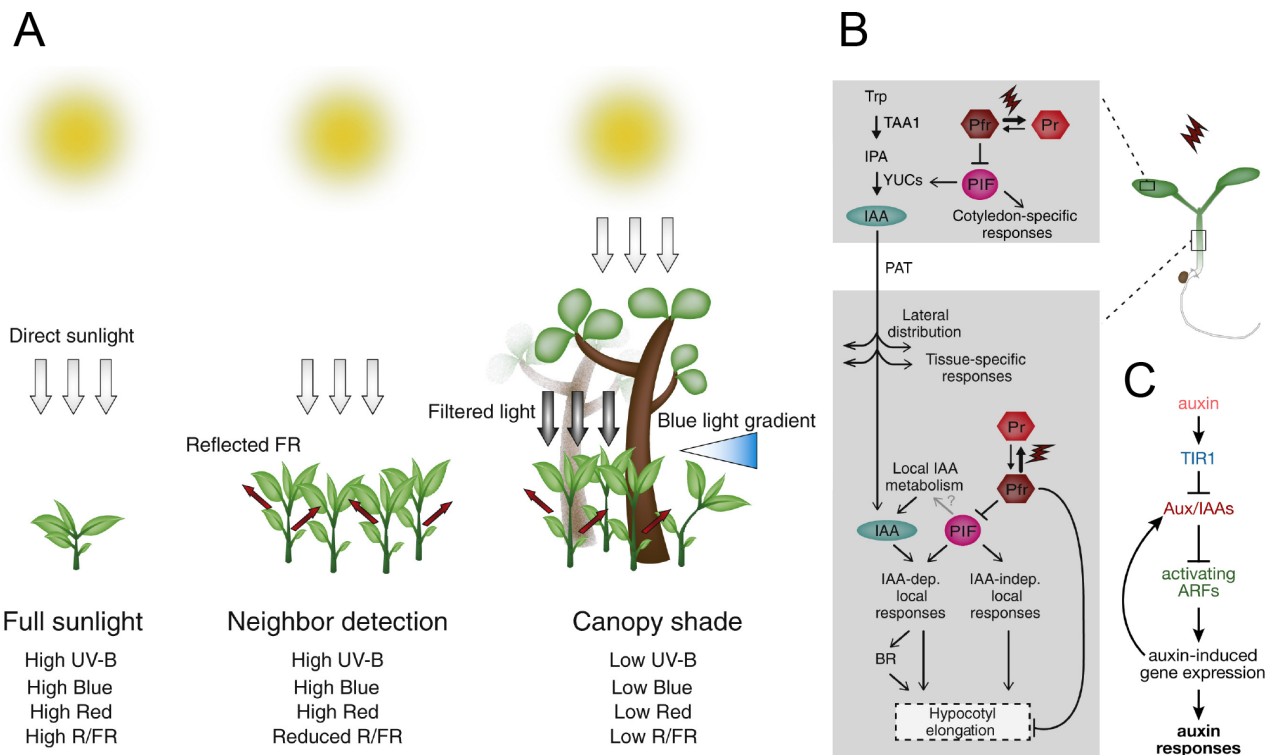 A
Direct sunlight
Reflected FR
Filtered light
Blue light gradient
Full sunlight
High UV-B
High Blue
High Red
High R/FR
Neighbor detection
High UV-B
High Blue
High Red
Reduced R/FR
Canopy shade
Low UV-B
Low Blue
Low Red
Low R/FR
B
Trp
TAA1
IPA
YUCs
IAA
Pfr
Pr
PIF
Cotyledon-specific
responses
PAT
Lateral
distribution
Tissue-specific
responses
Pr
Pfr
Local IAA
metabolism
?
IAA
PIF
IAA-dep.
local
responses
IAA-indep.
local
responses
BR
Hypocotyl
elongation
C
auxin
TIR1
Aux/IAAs
activating
ARFs
auxin-induced
gene expression
auxin
responses